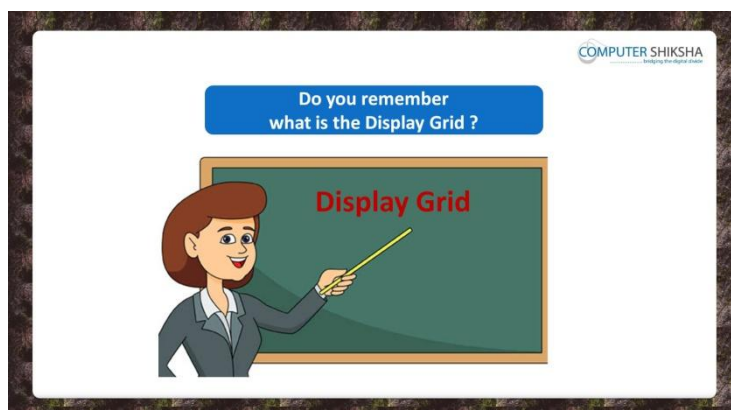 COMPUTER SHIKSHA
bridging the digital divide
Do you remember
what is the Display Grid ?
Display Grid